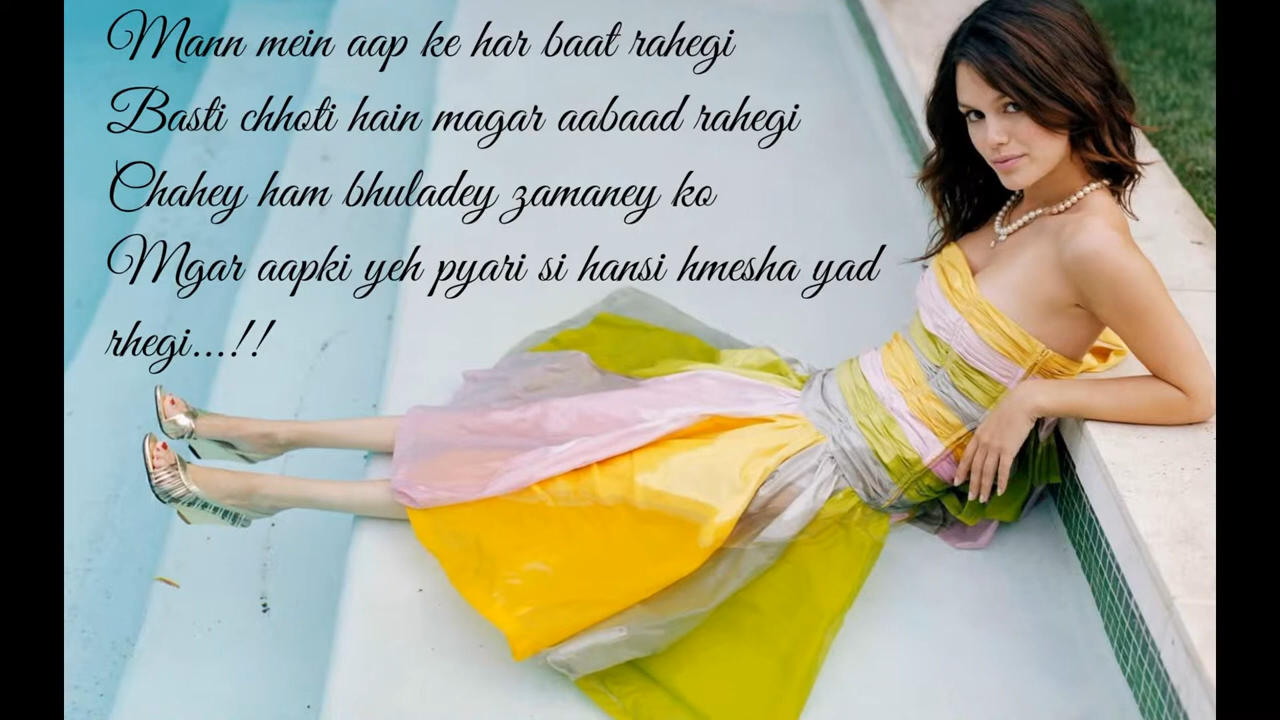 Mann mein aap ke har baat rahegi
Basti chhoti hain magar aabaad rahegi
Chahey ham bhuladey zamaney ko
Mgar aapki yeh pyari si hansi hmesha yad
rhegi...!!